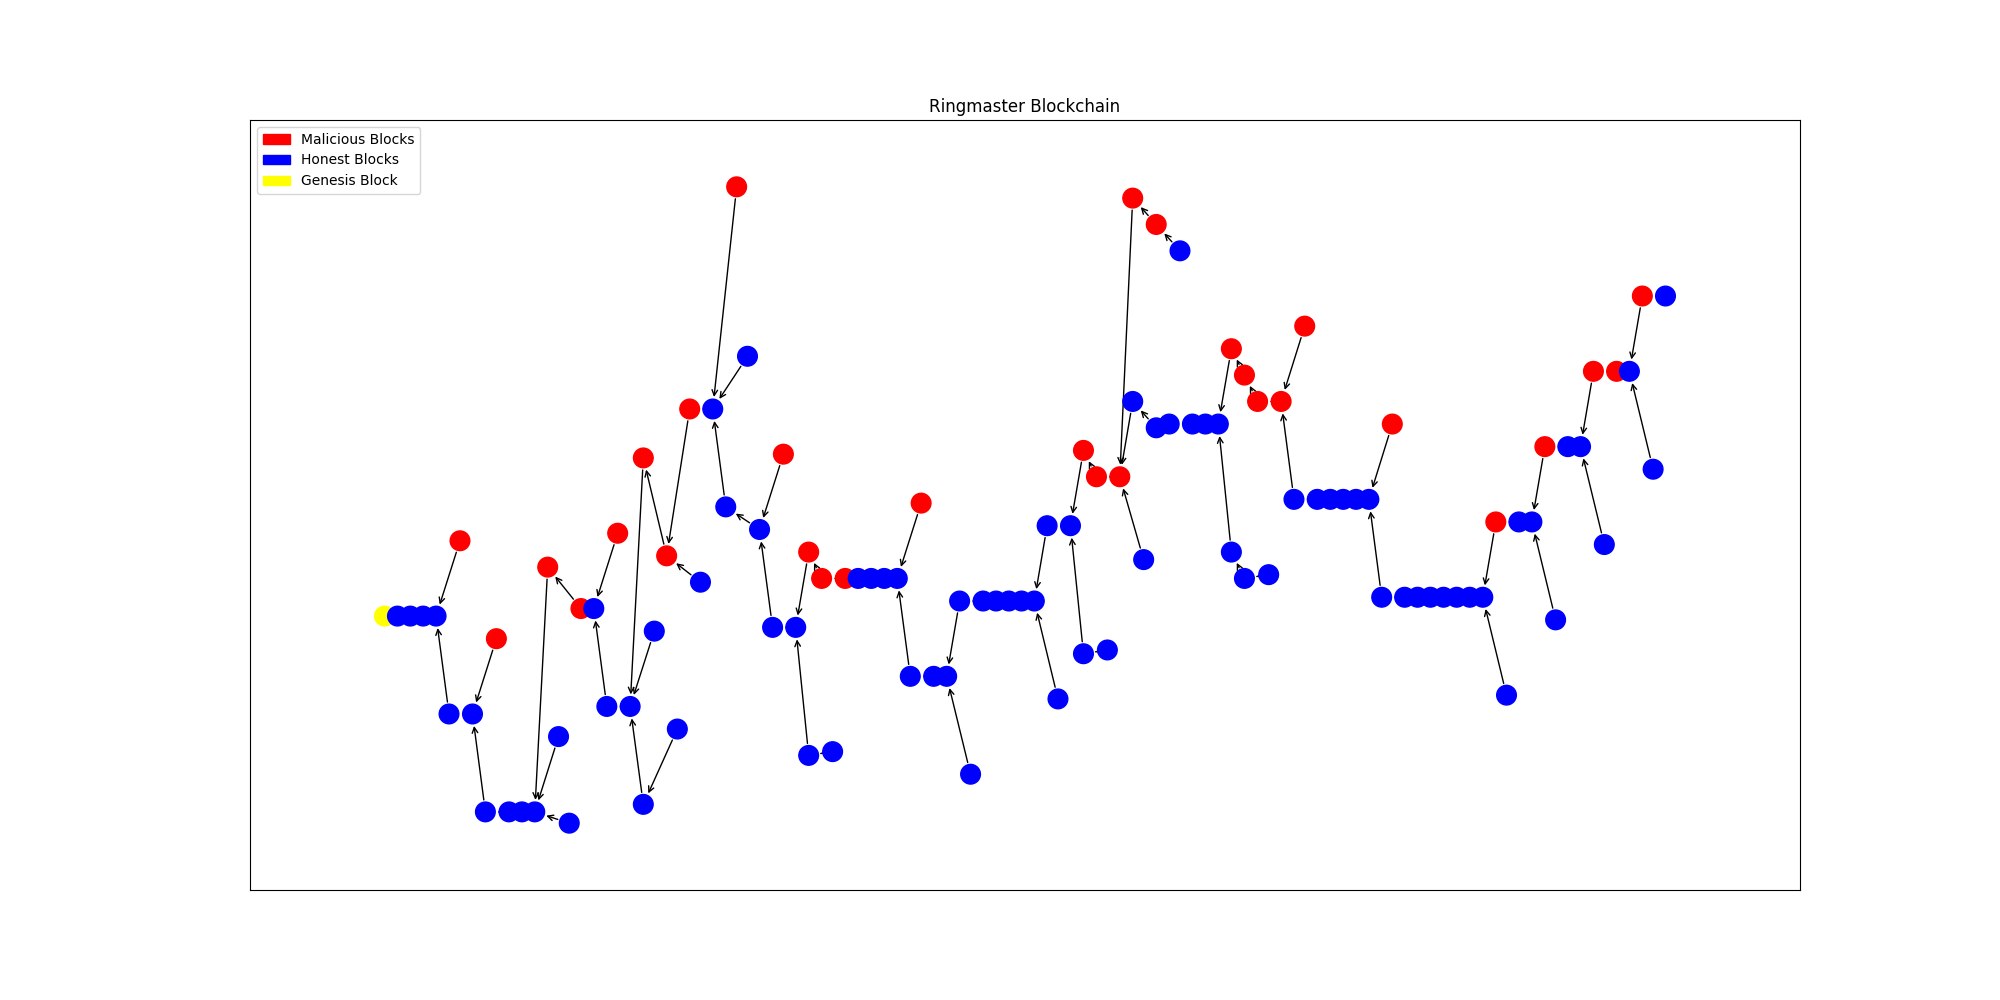 Ringmaster Blockchain
Malicious Blocks
Honest Blocks
Genesis Block